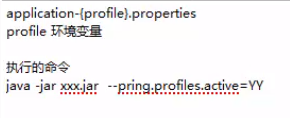 application-{profile}.properties
profile 环境变量
执行的命令
java -jar xxx.jar  --pring.profiles.active=YY